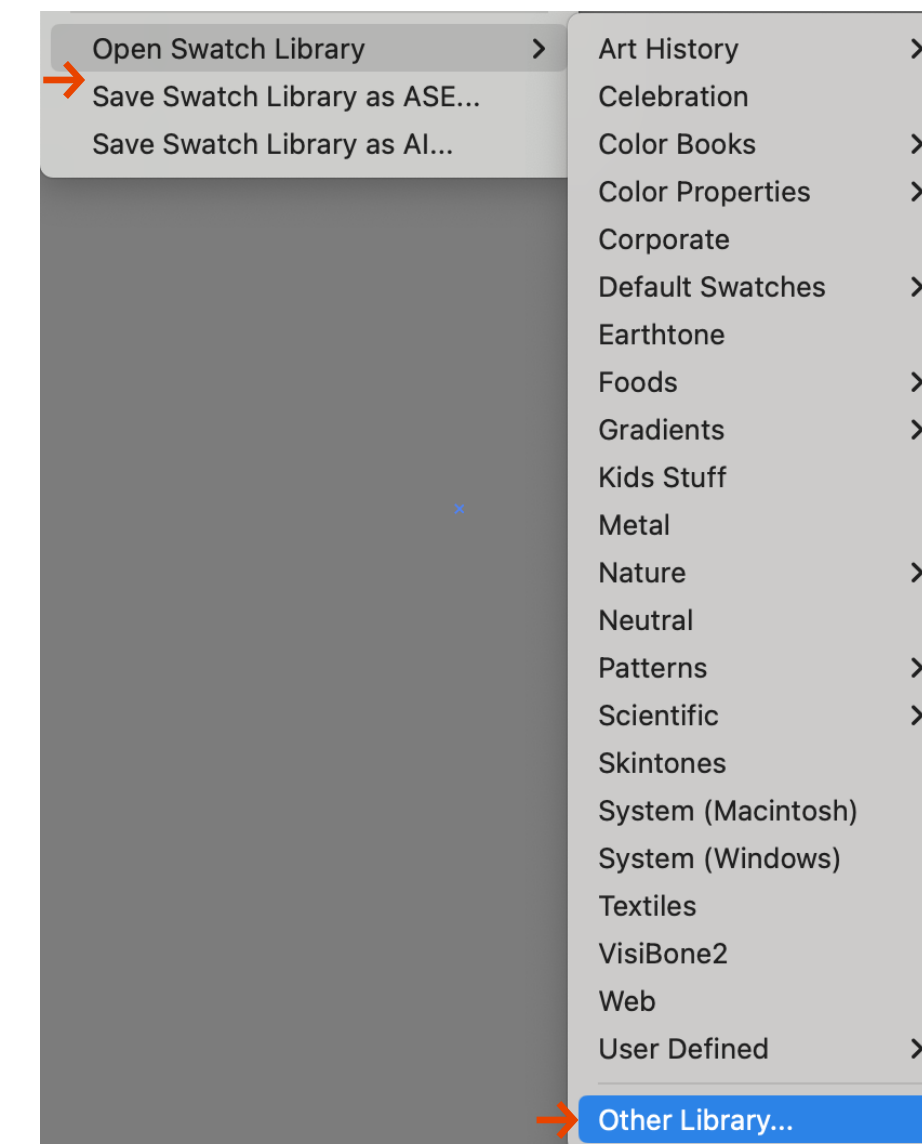 Open Swatch Library
Save Swatch Library as ASE...
Save Swatch Library as AI...
Art History
Celebration
Color Books
Color Properties
Corporate
Default Swatches
Earthtone
Foods
Gradients
Kids Stuff
Metal
Nature
Neutral
Patterns
Scientific
Skintones
System (Macintosh)
System (Windows)
Textiles
VisiBone2
Web
User Defined
Other Library...